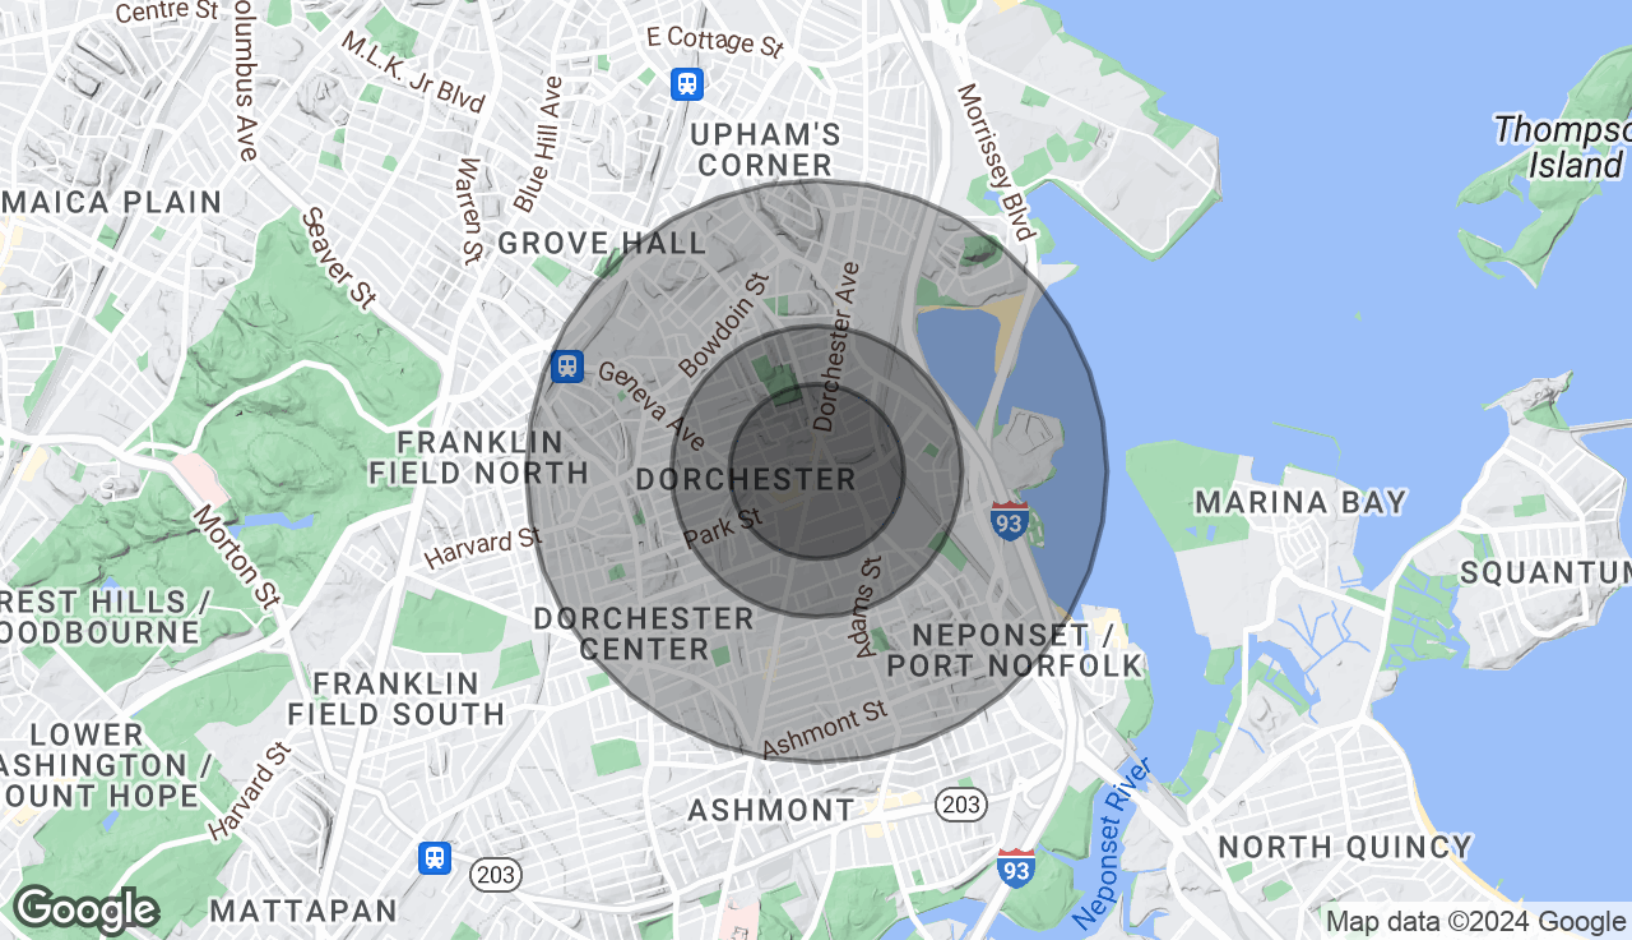 Centre St
olumbus Ave
M.L.K. Jr Blvd
E Cottage St
Blue Hill Ave
Morrissey Blvd
UPHAM'S
CORNER
Thompso
Island
MAICA PLAIN
Warren St
Seaver St
GROVE HALL
Bowdoin St
Dorchester Ave
Geneva Ave
FRANKLIN
FIELD NORTH
DORCHESTER
MARINA BAY
Morton St
Harvard St
Park St
93
SQUANTUM
REST HILLS /
OODBOURNE
DORCHESTER
CENTER
Adams St
NEPONSET /
PORT NORFOLK
FRANKLIN
FIELD SOUTH
LOWER
ASHINGTON /
OUNT HOPE
Harvard St
Ashmont St
ASHMONT
203
Neponset River
NORTH QUINCY
203
93
Google
MATTAPAN
Map data ©2024 Google